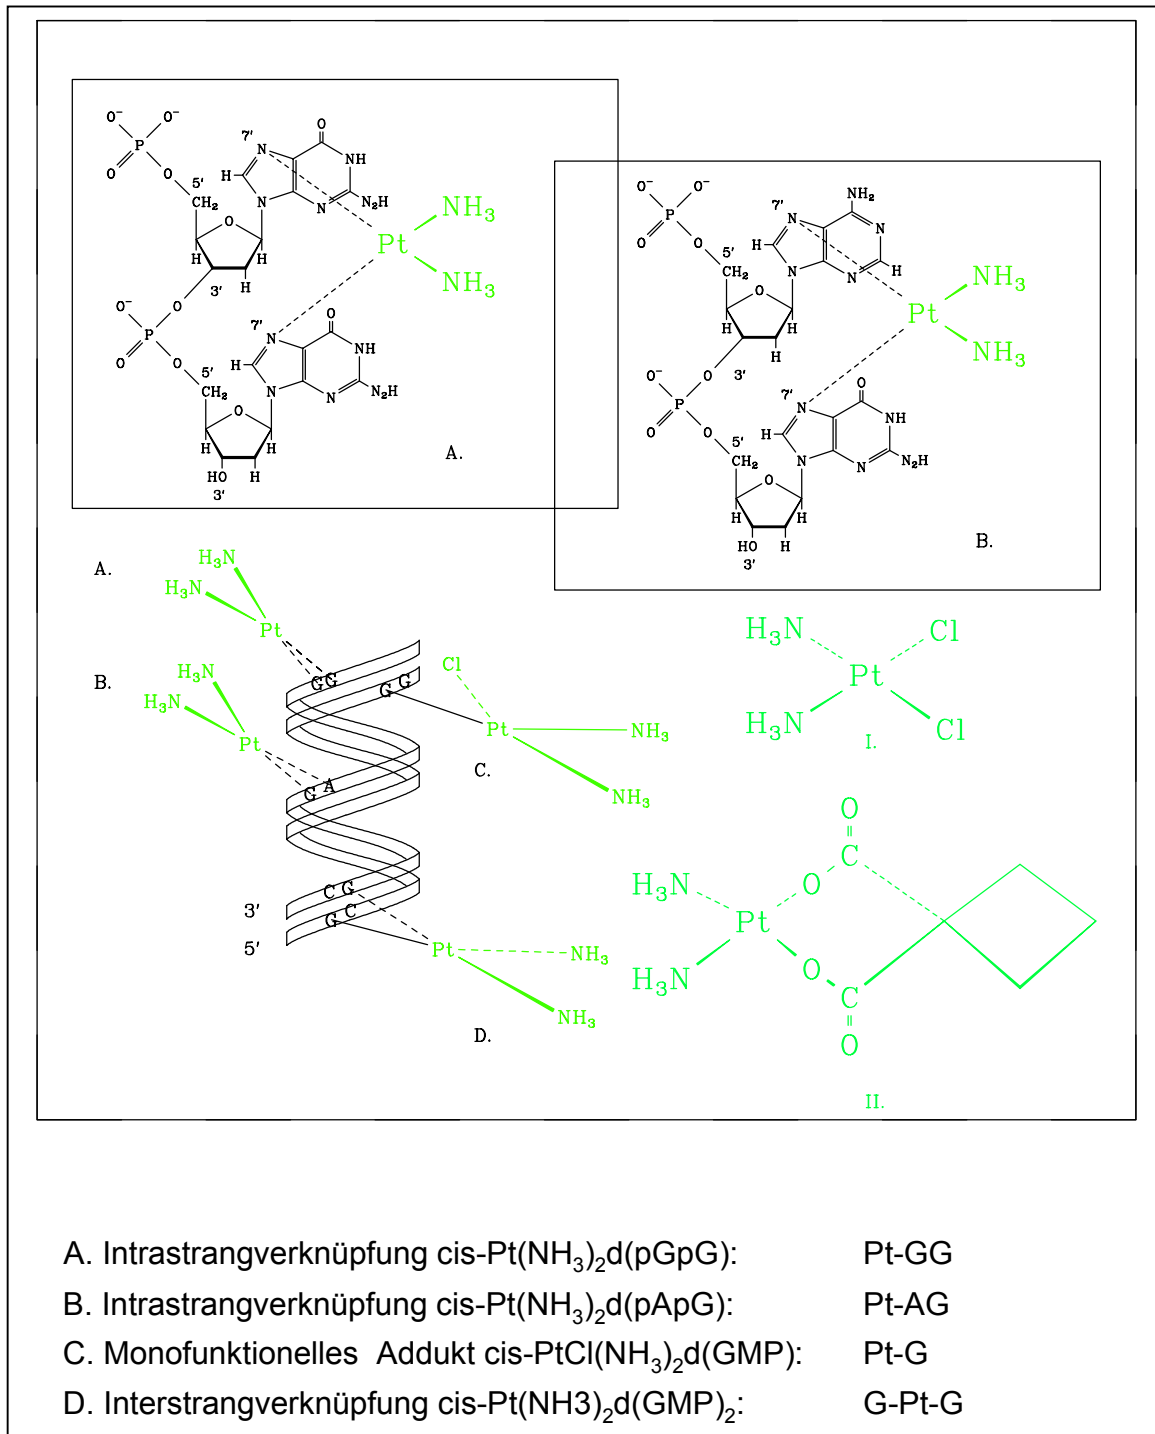 O⁻ O⁻
P
O O
5'
CH₂
O
H H
H
3'
7'
N
H
N
O
NH
N N₂H
Pt
NH₃
NH₃
O⁻
P O
O O
5'
CH₂
O
H H
HO H
3'
7'
N
H
N
O
NH
N N₂H
A.
O⁻ O⁻
P
O O
5'
CH₂
O
H H
H
3'
7'
N
H
N
NH₂
N
N H
Pt
NH₃
NH₃
O⁻
P O
O O
5'
CH₂
O
H H
HO H
3'
7'
N
H
N
O
NH
N N₂H
B.
A.
H₃N
H₃N
Pt
GG
B.
H₃N
H₃N
Pt
G A
Cl
G G
Pt
NH₃
NH₃
C.
C G
3'
G C
5'
Pt
NH₃
NH₃
D.
H₃N Cl
Pt
H₃N Cl
I.
O
C
H₃N O
Pt
H₃N O
C
O
II.
A. Intrastrangverknüpfung cis-Pt(NH₃)₂d(pGpG): Pt-GG
B. Intrastrangverknüpfung cis-Pt(NH₃)₂d(pApG): Pt-AG
C. Monofunktionelles Addukt cis-PtCl(NH₃)₂d(GMP): Pt-G
D. Interstrangverknüpfung cis-Pt(NH3)₂d(GMP)₂: G-Pt-G